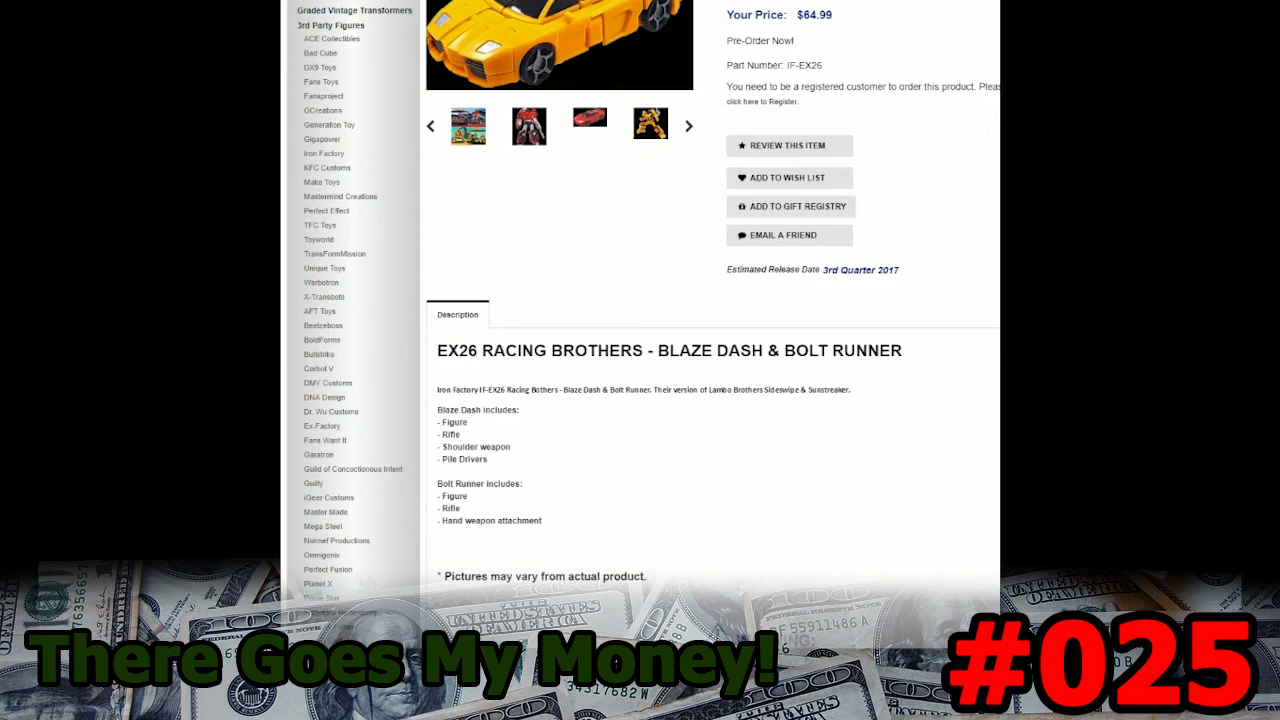 Graded Vintage Transformers
3rd Party Figures
ACE Collectibles
Bad Cube
DX9 Toys
Fans Toys
Fansproject
GCreations
Generation Toy
Gigapower
Iron Factory
KFC Customs
Make Toys
Mastermind Creations
Perfect Effect
TFC Toys
Toyworld
TransFormMission
Unique Toys
Warbotron
X-Transbots
AFT Toys
Beelzeboss
BoldForms
Bullstrike
Corbot V
DMY Customs
DNA Design
Dr. Wu Customs
Ex-Factory
Fans Want It
Garatron
Guild of Concoctionous Intent
Guilty
iGear Customs
Master Made
Mega Steel
Nonnef Productions
Omnigonix
Perfect Fusion
Planet X
Prime Star
Your Price: $64.99
Pre-Order Now!
Part Number: IF-EX26
You need to be a registered customer to order this product. Pleas
click here to Register.
REVIEW THIS ITEM
ADD TO WISH LIST
ADD TO GIFT REGISTRY
EMAIL A FRIEND
Estimated Release Date 3rd Quarter 2017
Description
EX26 RACING BROTHERS - BLAZE DASH & BOLT RUNNER
Iron Factory IF-EX26 Racing Bothers - Blaze Dash & Bolt Runner. Their version of Lambo Brothers Sideswipe & Sunstreaker.
Blaze Dash includes:
- Figure
- Rifle
- Shoulder weapon
- Pile Drivers
Bolt Runner includes:
- Figure
- Rifle
- Hand weapon attachment
* Pictures may vary from actual product.
There Goes My Money!
#025